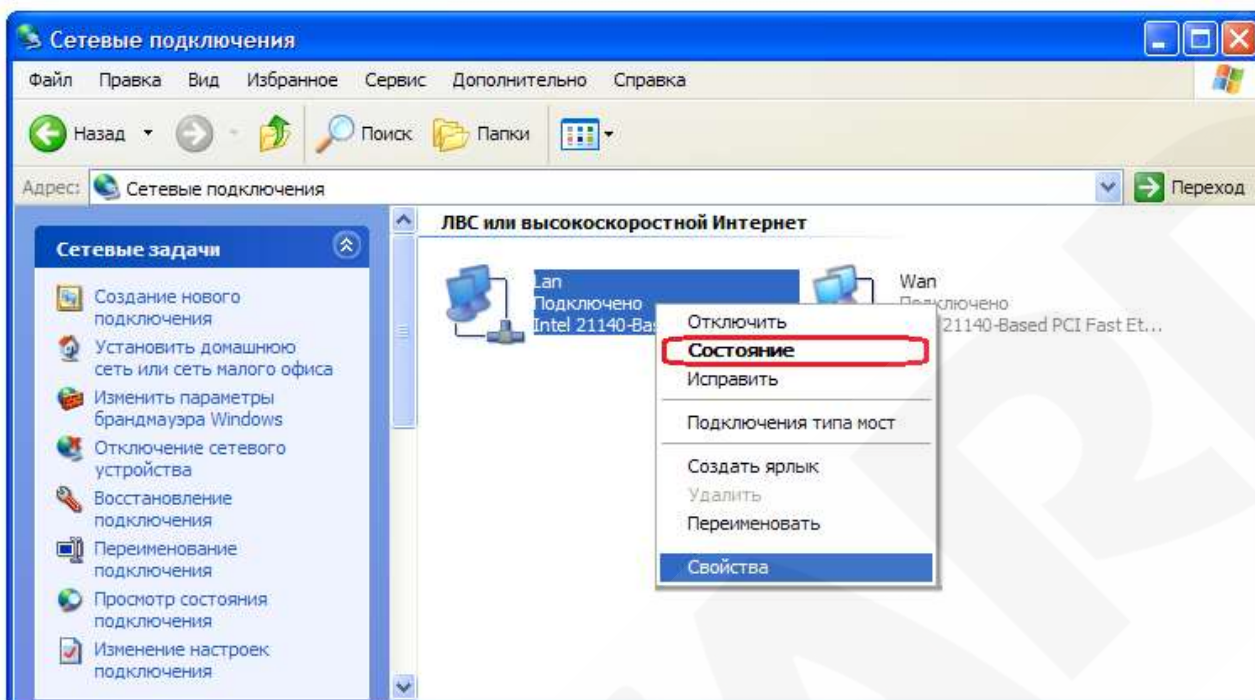 Сетевые подключения
Файл Правка Вид Избранное Сервис Дополнительно Справка
Назад Поиск Папки
Адрес: Сетевые подключения Переход
Сетевые задачи
Создание нового
подключения
Установить домашнюю
сеть или сеть малого офиса
Изменить параметры
брандмауэра Windows
Отключение сетевого
устройства
Восстановление
подключения
Переименование
подключения
Просмотр состояния
подключения
Изменение настроек
подключения
ЛВС или высокоскоростной Интернет
Lan
Подключено
Intel 21140-Bas
Wan
Подключено
21140-Based PCI Fast Et...
Отключить
Состояние
Исправить
Подключения типа мост
Создать ярлык
Удалить
Переименовать
Свойства